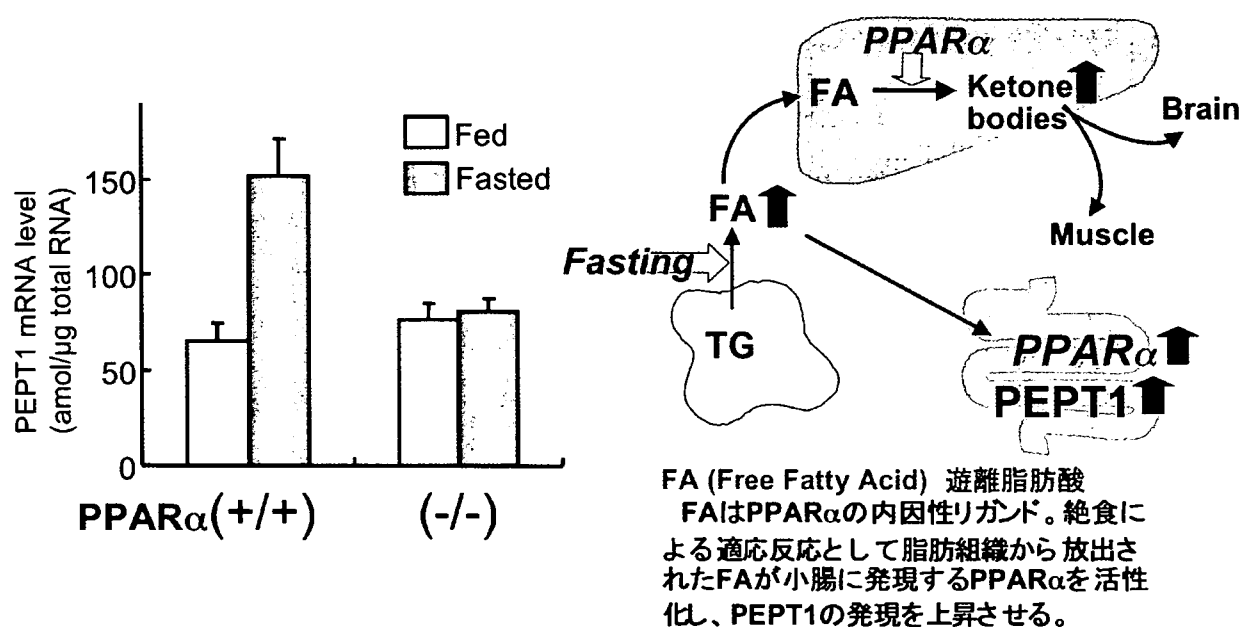 PEPT1 mRNA level
(amol/µg total RNA)
150
100
50
0
Fed
Fasted
PPARα(+/+)
(-/-)
PPARα
FA
Ketone
bodies
Brain
Muscle
FA
Fasting
TG
PPARα
PEPT1
FA (Free Fatty Acid) 遊離脂肪酸
FAはPPARαの内因性リガンド。絶食に
よる適応反応として脂肪組織から放出さ
れたFAが小腸に発現するPPARαを活性
化し、PEPT1の発現を上昇させる。